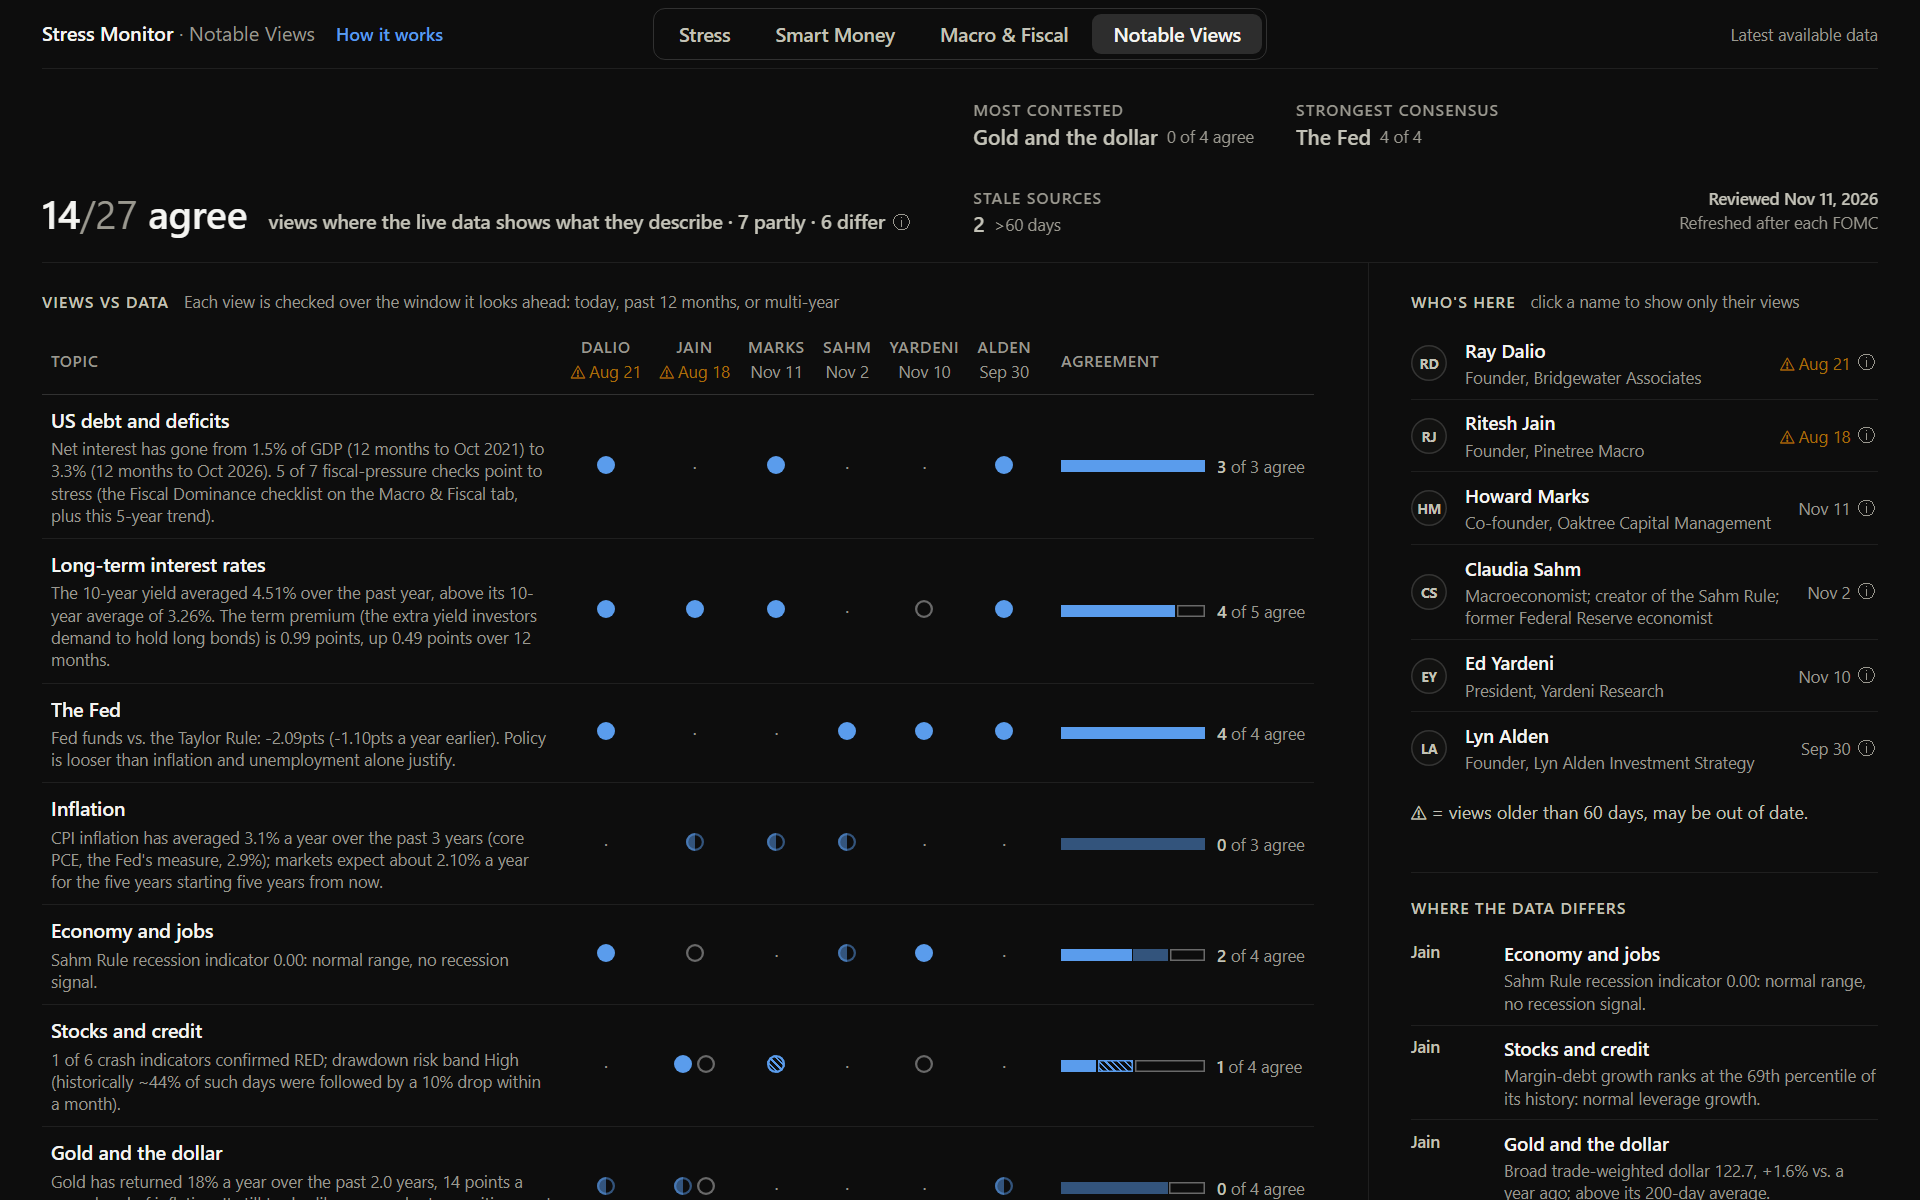 Stress Monitor · Notable Views How it works
Stress Smart Money Macro & Fiscal Notable Views
Latest available data
MOST CONTESTED
Gold and the dollar 0 of 4 agree
STRONGEST CONSENSUS
The Fed 4 of 4
14/27 agree views where the live data shows what they describe · 7 partly · 6 differ
STALE SOURCES
2 >60 days
Reviewed Nov 11, 2026
Refreshed after each FOMC
VIEWS VS DATA Each view is checked over the window it looks ahead: today, past 12 months, or multi-year
TOPIC
DALIO JAIN MARKS SAHM YARDENI ALDEN
⚠ Aug 21 ⚠ Aug 18 Nov 11 Nov 2 Nov 10 Sep 30
AGREEMENT
US debt and deficits
Net interest has gone from 1.5% of GDP (12 months to Oct 2021) to
3.3% (12 months to Oct 2026). 5 of 7 fiscal-pressure checks point to
stress (the Fiscal Dominance checklist on the Macro & Fiscal tab,
plus this 5-year trend).
3 of 3 agree
Long-term interest rates
The 10-year yield averaged 4.51% over the past year, above its 10-
year average of 3.26%. The term premium (the extra yield investors
demand to hold long bonds) is 0.99 points, up 0.49 points over 12
months.
4 of 5 agree
The Fed
Fed funds vs. the Taylor Rule: -2.09pts (-1.10pts a year earlier). Policy
is looser than inflation and unemployment alone justify.
4 of 4 agree
Inflation
CPI inflation has averaged 3.1% a year over the past 3 years (core
PCE, the Fed's measure, 2.9%); markets expect about 2.10% a year
for the five years starting five years from now.
0 of 3 agree
Economy and jobs
Sahm Rule recession indicator 0.00: normal range, no recession
signal.
2 of 4 agree
Stocks and credit
1 of 6 crash indicators confirmed RED; drawdown risk band High
(historically ~44% of such days were followed by a 10% drop within
a month).
1 of 4 agree
Gold and the dollar
Gold has returned 18% a year over the past 2.0 years, 14 points a
0 of 4 agree
WHO'S HERE click a name to show only their views
RD
Ray Dalio
Founder, Bridgewater Associates
⚠ Aug 21
RJ
Ritesh Jain
Founder, Pinetree Macro
⚠ Aug 18
HM
Howard Marks
Co-founder, Oaktree Capital Management
Nov 11
CS
Claudia Sahm
Macroeconomist; creator of the Sahm Rule;
former Federal Reserve economist
Nov 2
EY
Ed Yardeni
President, Yardeni Research
Nov 10
LA
Lyn Alden
Founder, Lyn Alden Investment Strategy
Sep 30
⚠ = views older than 60 days, may be out of date.
WHERE THE DATA DIFFERS
Jain
Economy and jobs
Sahm Rule recession indicator 0.00: normal range,
no recession signal.
Jain
Stocks and credit
Margin-debt growth ranks at the 69th percentile of
its history: normal leverage growth.
Jain
Gold and the dollar
Broad trade-weighted dollar 122.7, +1.6% vs. a
year ago; above its 200-day average.